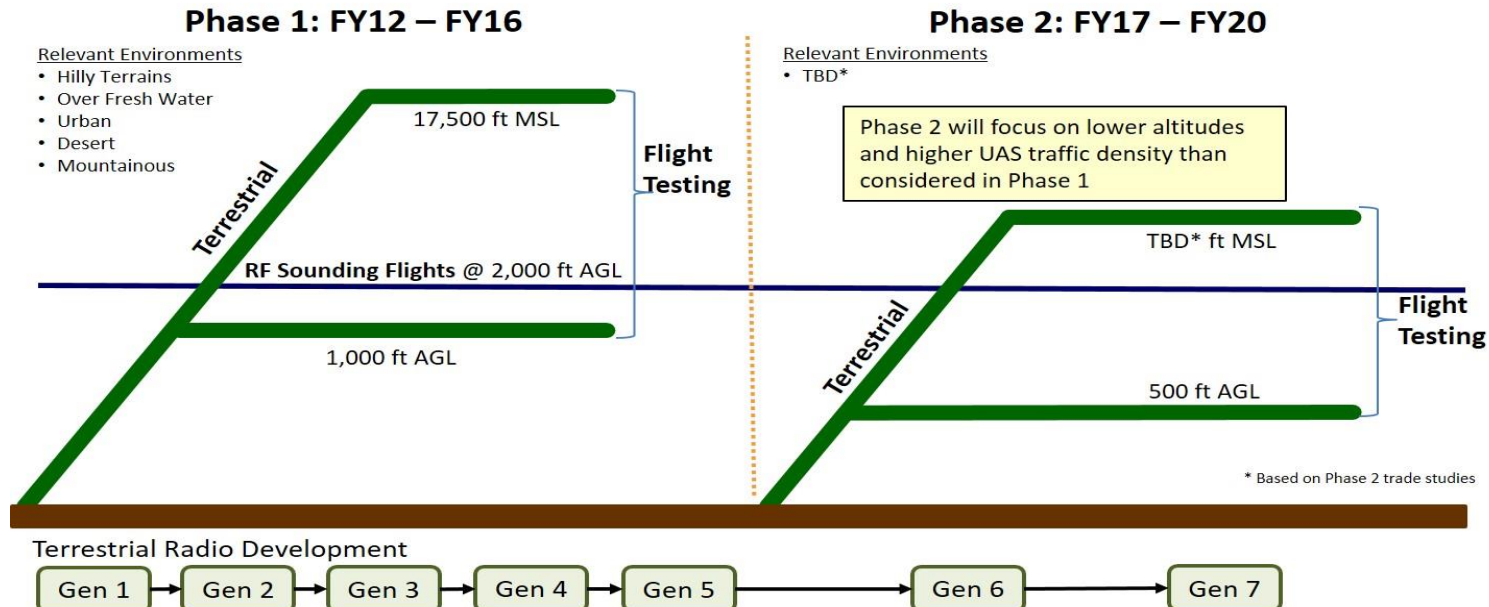 Phase 1: FY12 – FY16
Relevant Environments
• Hilly Terrains
• Over Fresh Water
• Urban
• Desert
• Mountainous
17,500 ft MSL
Flight
Testing
Terrestrial
RF Sounding Flights @ 2,000 ft AGL
1,000 ft AGL
Phase 2: FY17 – FY20
Relevant Environments
• TBD*
Phase 2 will focus on lower altitudes
and higher UAS traffic density than
considered in Phase 1
TBD* ft MSL
Terrestrial
Flight
Testing
500 ft AGL
* Based on Phase 2 trade studies
Terrestrial Radio Development
Gen 1
Gen 2
Gen 3
Gen 4
Gen 5
Gen 6
Gen 7